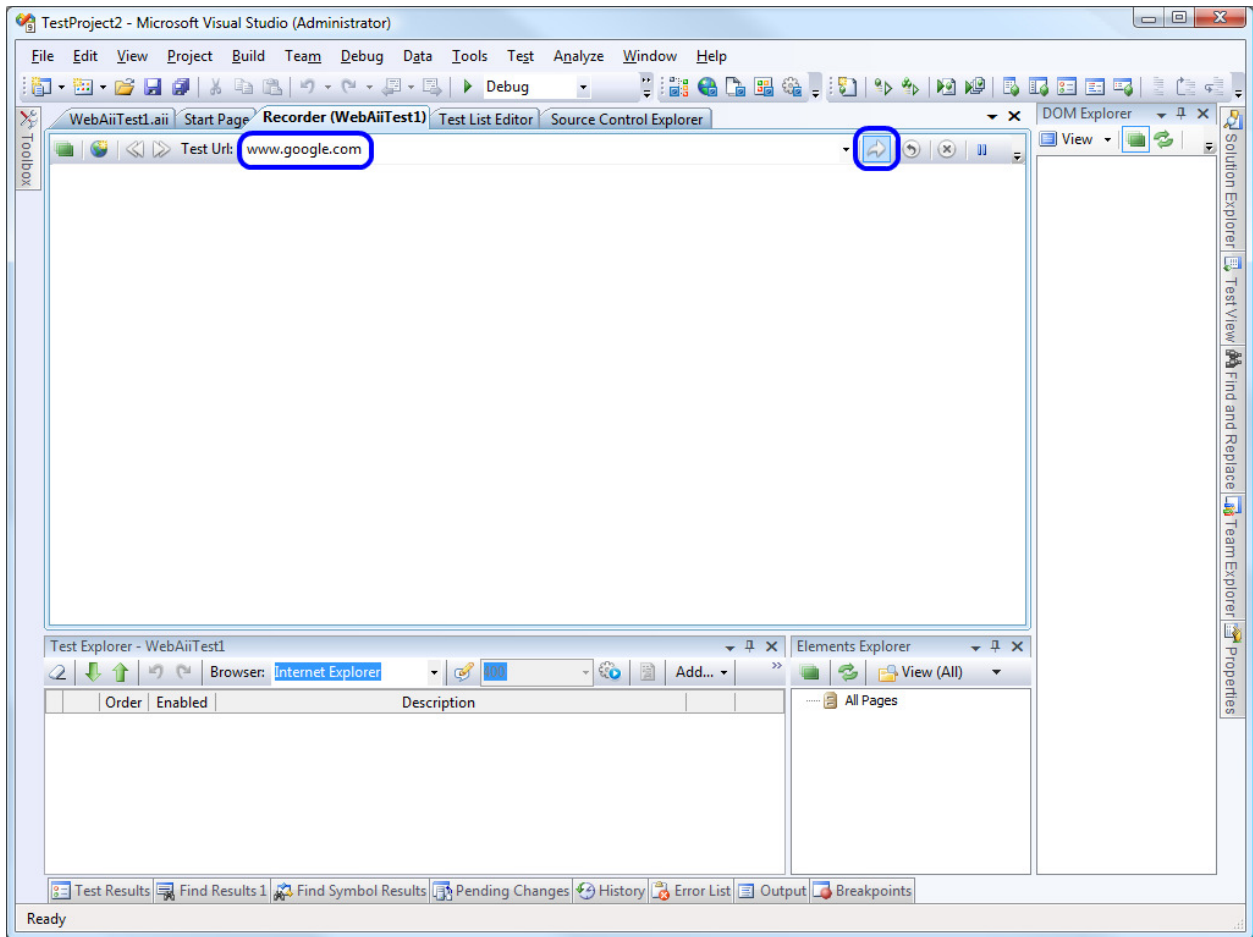 TestProject2 - Microsoft Visual Studio (Administrator)
File Edit View Project Build Team Debug Data Tools Test Analyze Window Help
Debug
WebAiiTest1.aii Start Page Recorder (WebAiiTest1) Test List Editor Source Control Explorer
DOM Explorer
Toolbox
Test Url: www.google.com
View
Solution Explorer
Test View
Find and Replace
Team Explorer
Properties
Test Explorer - WebAiiTest1
Elements Explorer
Browser: Internet Explorer 100 Add...
View (All)
Order Enabled Description
All Pages
Test Results Find Results 1 Find Symbol Results Pending Changes History Error List Output Breakpoints
Ready